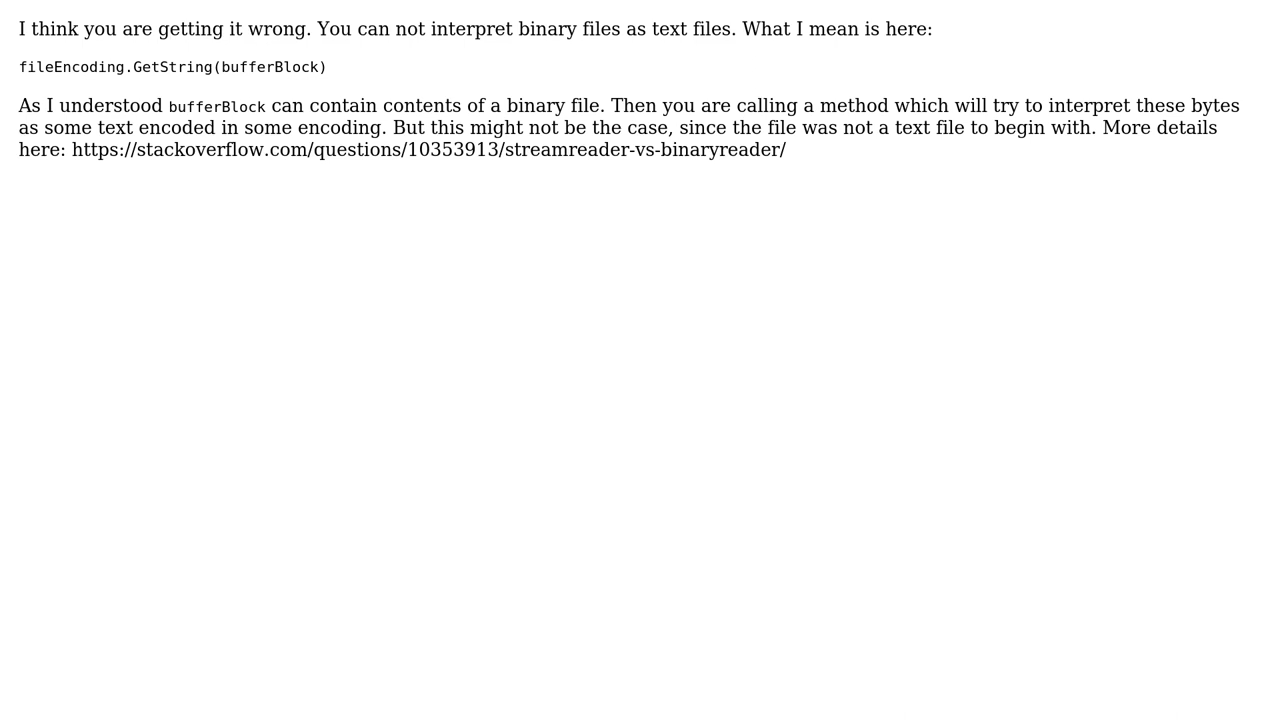 I think you are getting it wrong. You can not interpret binary files as text files. What I mean is here:
fileEncoding.GetString(bufferBlock)
As I understood bufferBlock can contain contents of a binary file. Then you are calling a method which will try to interpret these bytes
as some text encoded in some encoding. But this might not be the case, since the file was not a text file to begin with. More details
here: https://stackoverflow.com/questions/10353913/streamreader-vs-binaryreader/